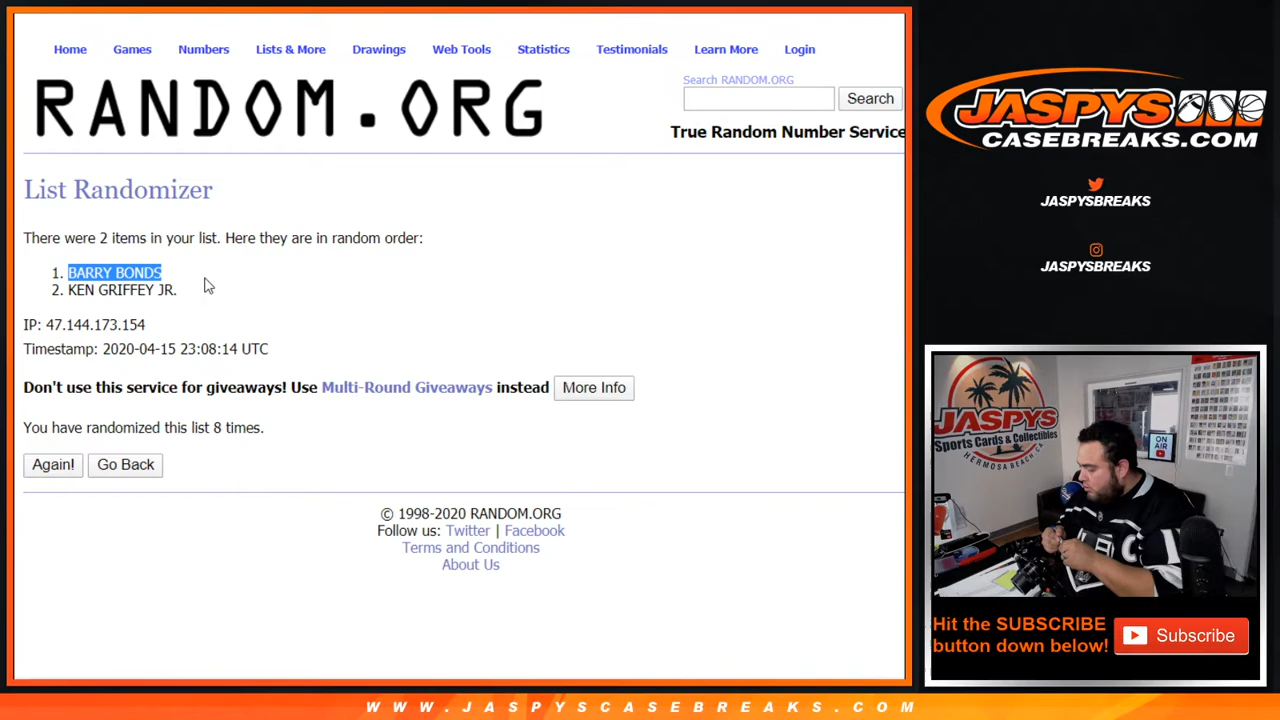 Home Games Numbers Lists & More Drawings Web Tools Statistics Testimonials Learn More Login
RANDOM.ORG
Search RANDOM.ORG
Search
True Random Number Service
List Randomizer
There were 2 items in your list. Here they are in random order:
1. BARRY BONDS
2. KEN GRIFFEY JR.
IP: 47.144.173.154
Timestamp: 2020-04-15 23:08:14 UTC
Don't use this service for giveaways! Use Multi-Round Giveaways instead More Info
You have randomized this list 8 times.
Again! Go Back
© 1998-2020 RANDOM.ORG
Follow us: Twitter | Facebook
Terms and Conditions
About Us
JASPYS
CASEBREAKS.COM
JASPYSBREAKS
JASPYSBREAKS
JASPYS
Sports Cards & Collectibles
HERMOSA BEACH CA
ON AIR
C
Hit the SUBSCRIBE
button down below!
Subscribe
WWW.JASPYSCASEBREAKS.COM